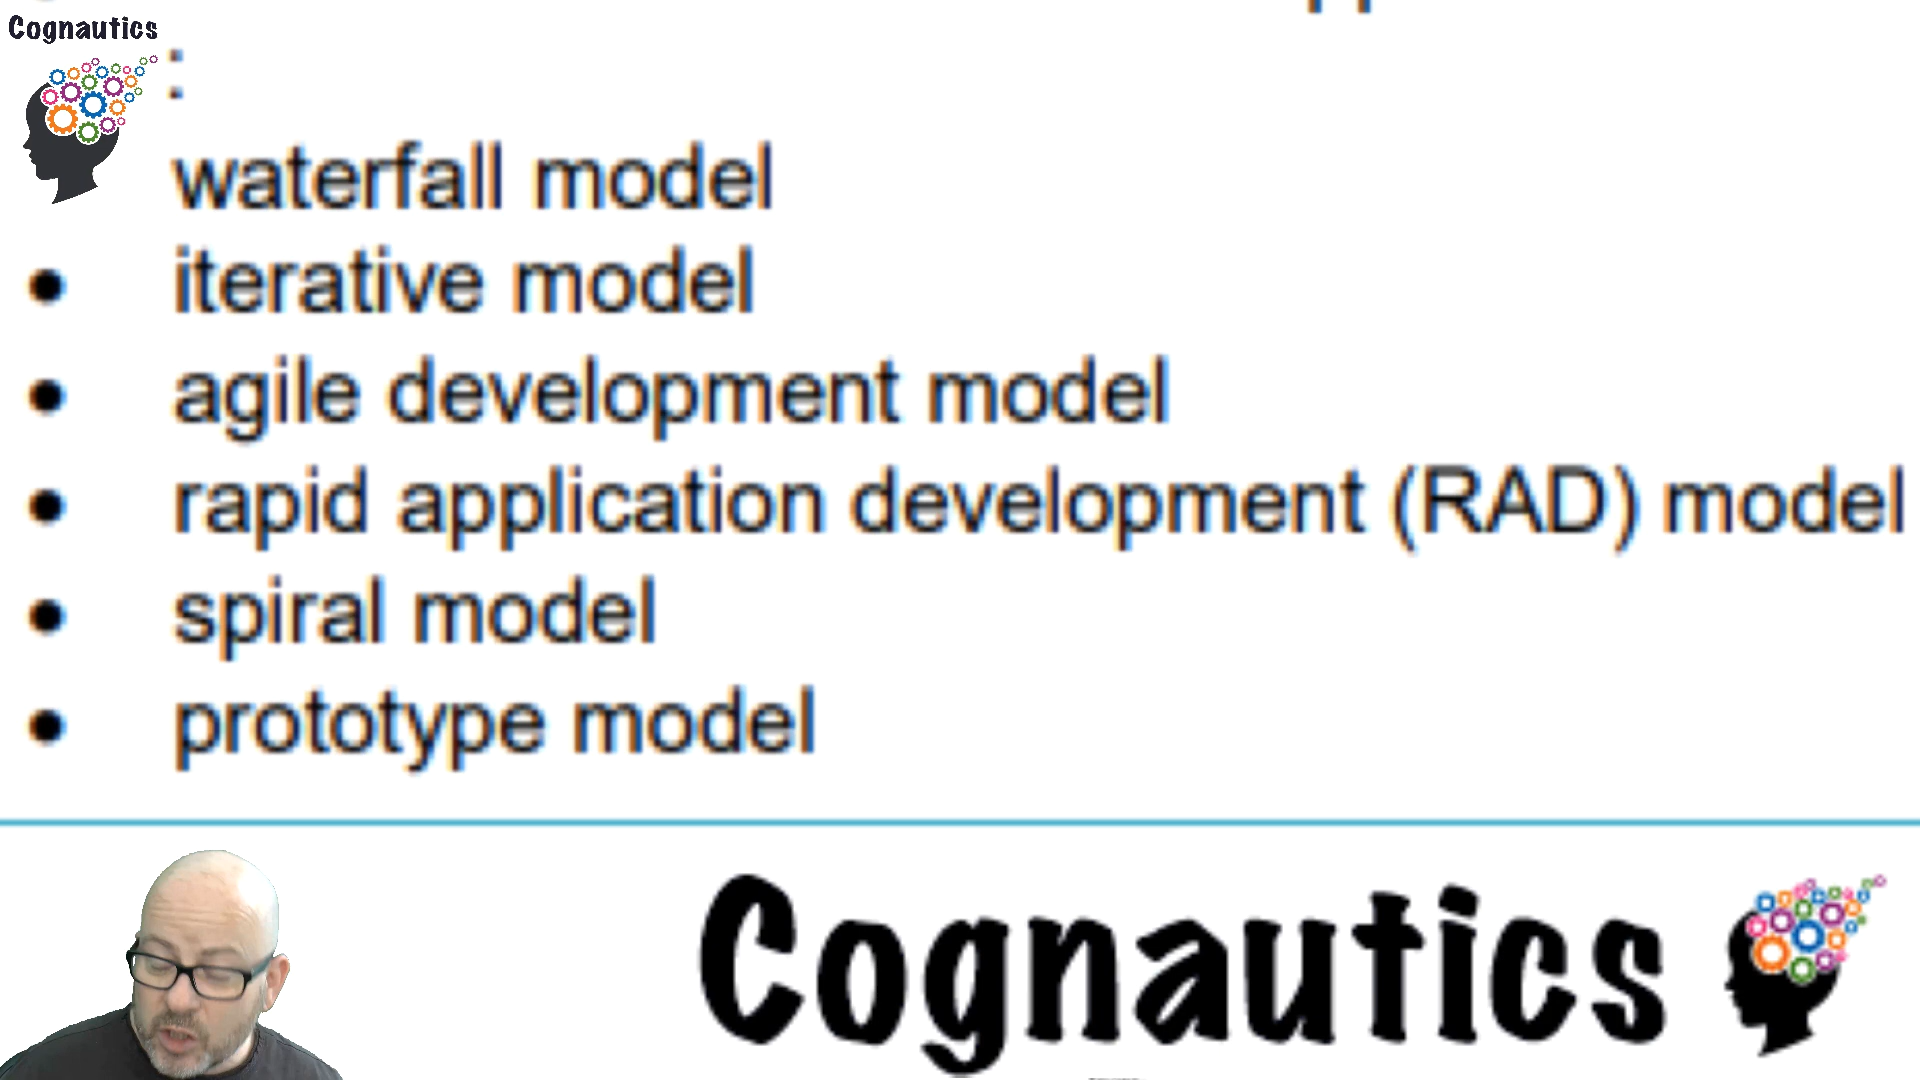 Cognautics
:
waterfall model
• iterative model
• agile development model
• rapid application development (RAD) model
• spiral model
• prototype model
Cognautics